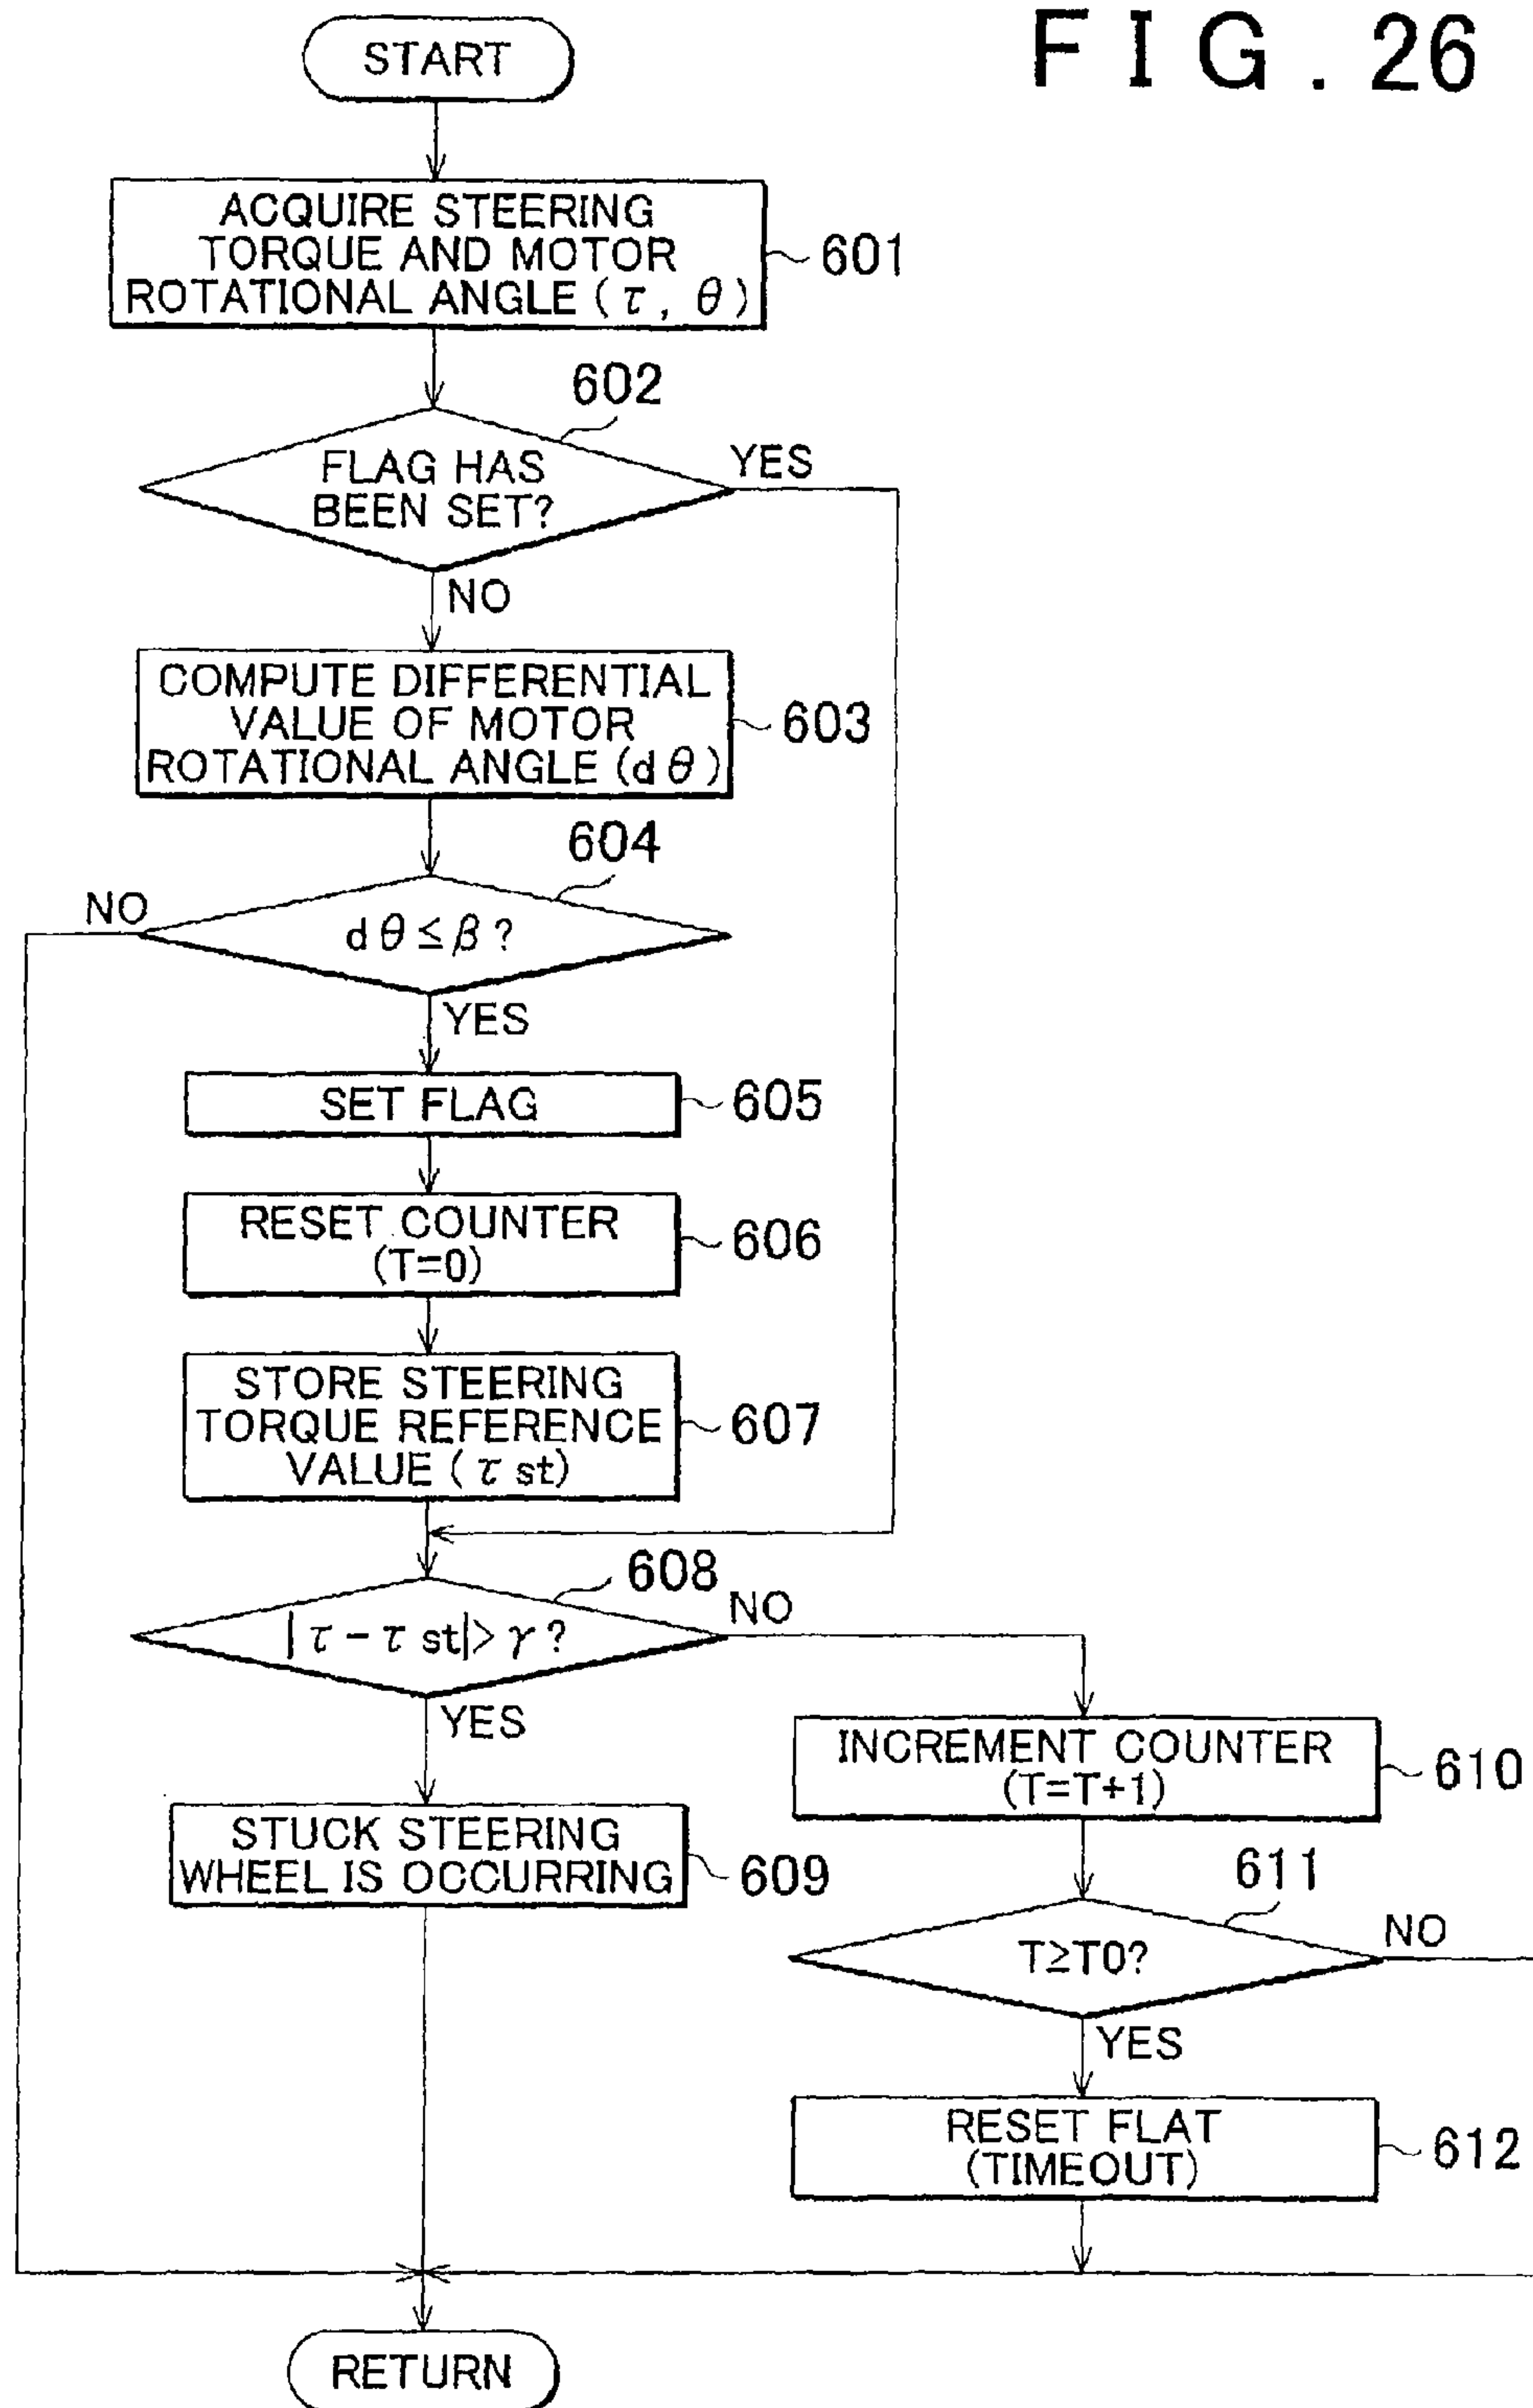 FIG. 26
START
ACQUIRE STEERING
TORQUE AND MOTOR
ROTATIONAL ANGLE (τ, θ)
601
602
FLAG HAS
BEEN SET?
YES
NO
COMPUTE DIFFERENTIAL
VALUE OF MOTOR
ROTATIONAL ANGLE (dθ)
603
604
NO
dθ≤β?
YES
SET FLAG
605
RESET COUNTER
(T=0)
606
STORE STEERING
TORQUE REFERENCE
VALUE (τ st)
607
608
|τ-τ st|>γ?
NO
YES
INCREMENT COUNTER
(T=T+1)
610
STUCK STEERING
WHEEL IS OCCURRING
609
611
T≥T0?
NO
YES
RESET FLAT
(TIMEOUT)
612
RETURN